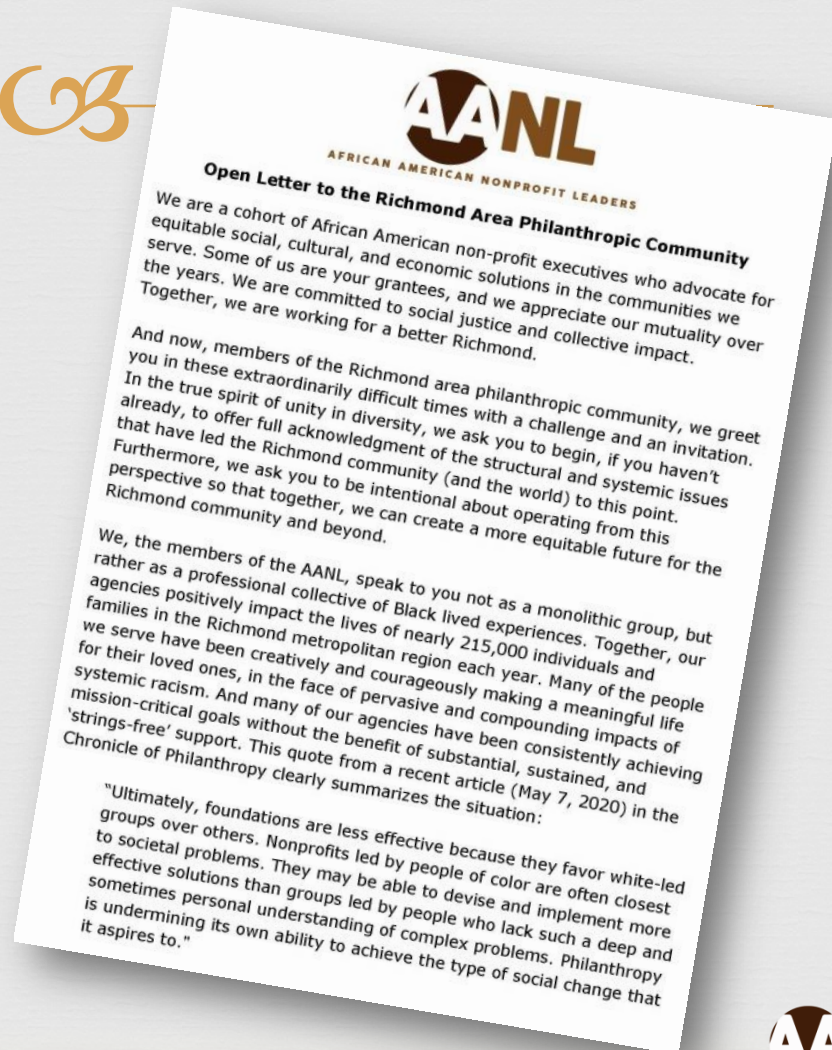 AANL
AFRICAN AMERICAN NONPROFIT LEADERS
Open Letter to the Richmond Area Philanthropic Community
We are a cohort of African American non-profit executives who advocate for
equitable social, cultural, and economic solutions in the communities we
serve. Some of us are your grantees, and we appreciate our mutuality over
the years. We are committed to social justice and collective impact.
Together, we are working for a better Richmond.
And now, members of the Richmond area philanthropic community, we greet
you in these extraordinarily difficult times with a challenge and an invitation.
In the true spirit of unity in diversity, we ask you to begin, if you haven't
already, to offer full acknowledgment of the structural and systemic issues
that have led the Richmond community (and the world) to this point.
Furthermore, we ask you to be intentional about operating from this
perspective so that together, we can create a more equitable future for the
Richmond community and beyond.
We, the members of the AANL, speak to you not as a monolithic group, but
rather as a professional collective of Black lived experiences. Together, our
agencies positively impact the lives of nearly 215,000 individuals and
families in the Richmond metropolitan region each year. Many of the people
we serve have been creatively and courageously making a meaningful life
for their loved ones, in the face of pervasive and compounding impacts of
systemic racism. And many of our agencies have been consistently achieving
mission-critical goals without the benefit of substantial, sustained, and
'strings-free' support. This quote from a recent article (May 7, 2020) in the
Chronicle of Philanthropy clearly summarizes the situation:
"Ultimately, foundations are less effective because they favor white-led
groups over others. Nonprofits led by people of color are often closest
to societal problems. They may be able to devise and implement more
effective solutions than groups led by people who lack such a deep and
sometimes personal understanding of complex problems. Philanthropy
is undermining its own ability to achieve the type of social change that
it aspires to."
AA